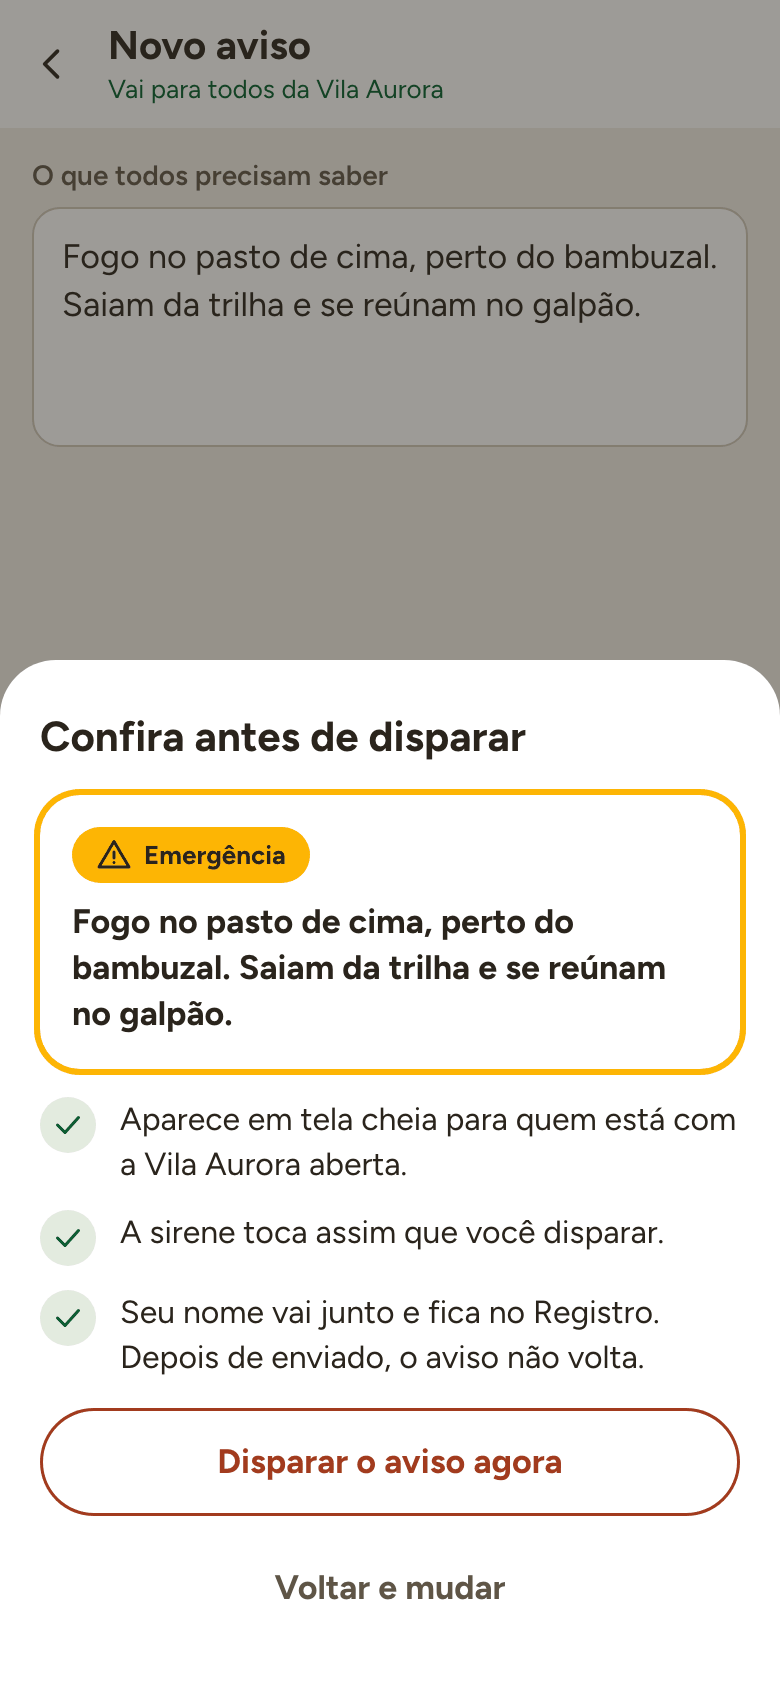 Novo aviso
Vai para todos da Vila Aurora
O que todos precisam saber
Fogo no pasto de cima, perto do bambuzal.
Saiam da trilha e se reúnam no galpão.
Confira antes de disparar
Emergência
Fogo no pasto de cima, perto do
bambuzal. Saiam da trilha e se reúnam
no galpão.
Aparece em tela cheia para quem está com
a Vila Aurora aberta.
A sirene toca assim que você disparar.
Seu nome vai junto e fica no Registro.
Depois de enviado, o aviso não volta.
Disparar o aviso agora
Voltar e mudar